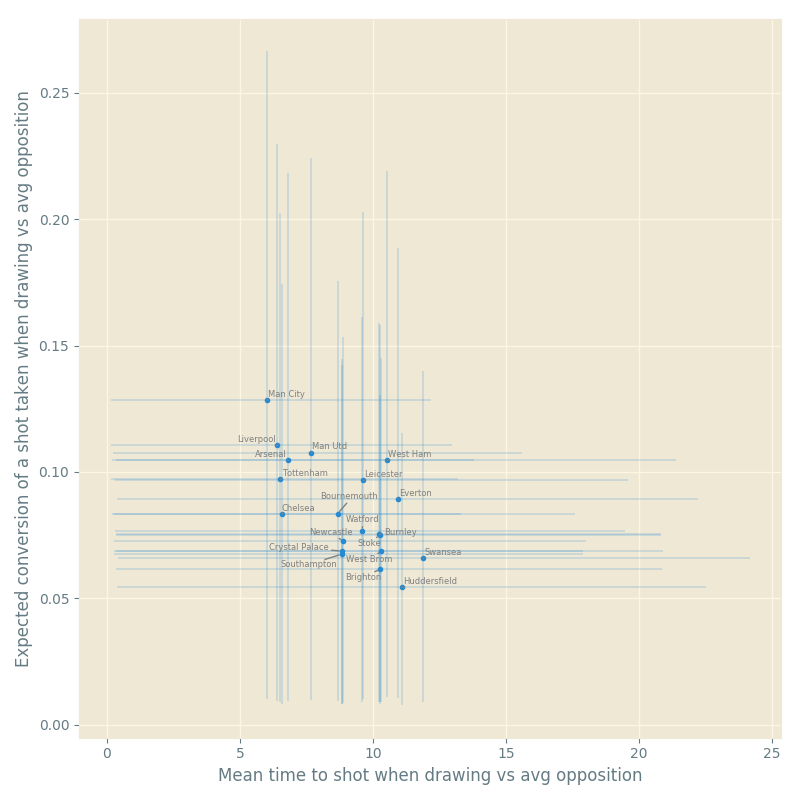 Expected conversion of a shot taken when drawing vs avg opposition
0.25
0.20
0.15
0.10
0.05
0.00
Man City
Liverpool
Man Utd
Arsenal
West Ham
Tottenham
Leicester
Everton
Bournemouth
Chelsea
Watford
Newcastle
Burnley
Stoke
Crystal Palace
Swansea
West Brom
Southampton
Brighton
Huddersfield
0
5
10
15
20
25
Mean time to shot when drawing vs avg opposition